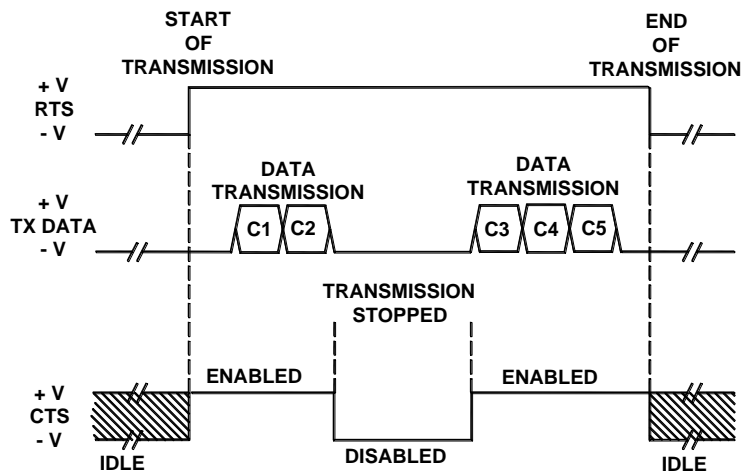 START
OF
TRANSMISSION
END
OF
TRANSMISSION
+ V
RTS
- V
DATA
TRANSMISSION
DATA
TRANSMISSION
+ V
TX DATA
- V
C1
C2
C3
C4
C5
TRANSMISSION
STOPPED
ENABLED
ENABLED
+ V
CTS
- V
IDLE
DISABLED
IDLE